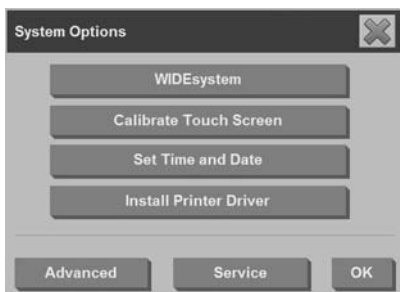 System Options
WIDEsystem
Calibrate Touch Screen
Set Time and Date
Install Printer Driver
Advanced Service OK